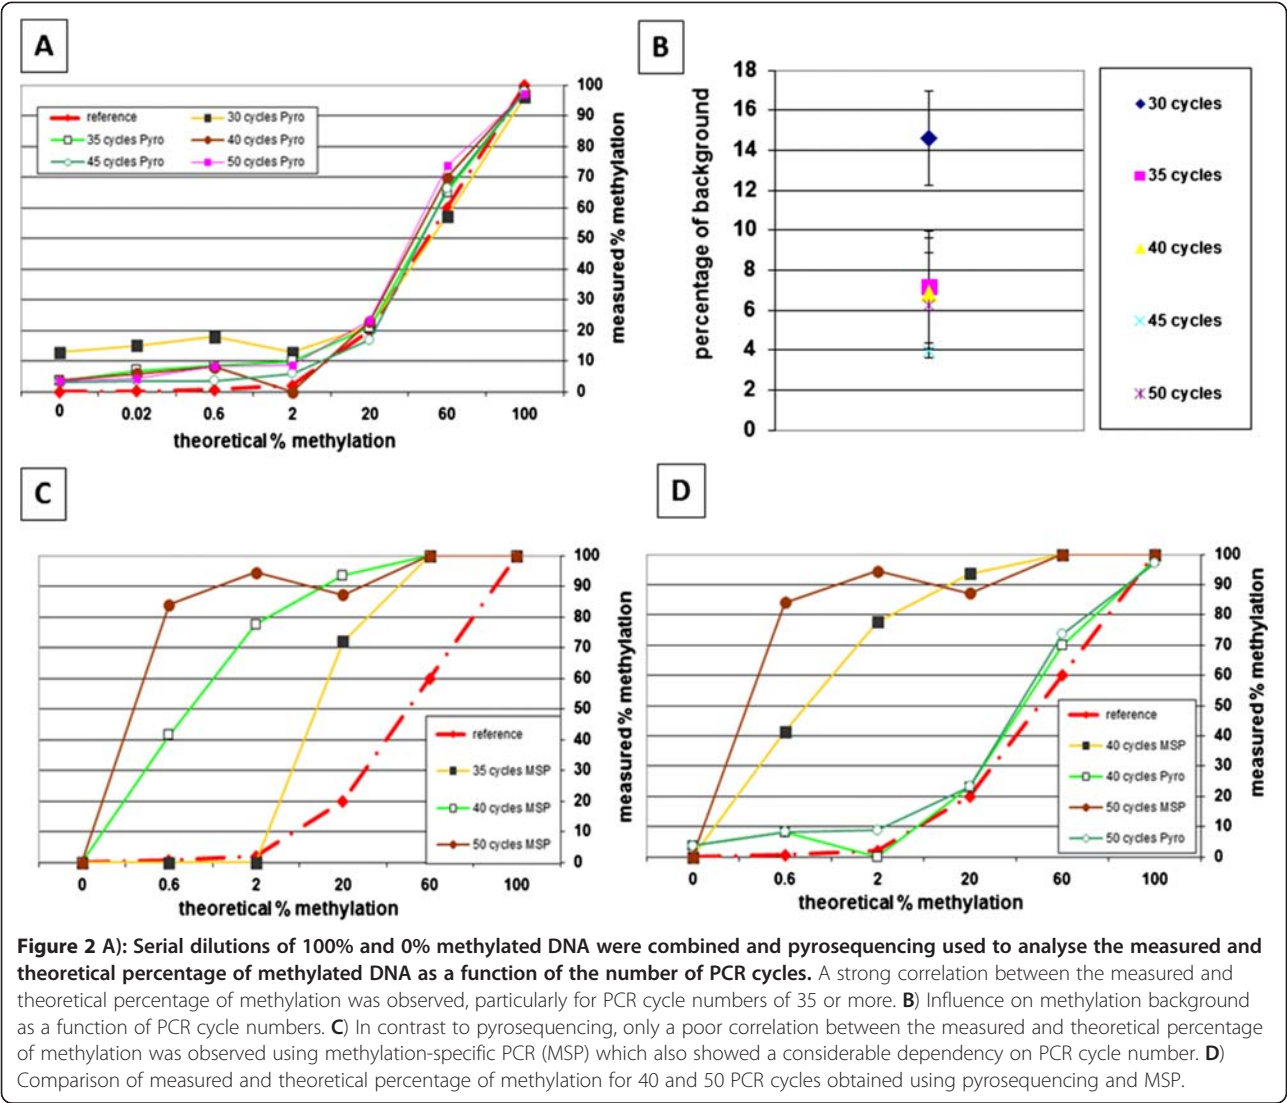 A
reference
30 cycles Pyro
35 cycles Pyro
40 cycles Pyro
45 cycles Pyro
50 cycles Pyro
100
90
80
70
60
50
40
30
20
10
0
measured % methylation
0 0.02 0.6 2 20 60 100
theoretical % methylation
B
percentage of background
18
16
14
12
10
8
6
4
2
0
30 cycles
35 cycles
40 cycles
45 cycles
50 cycles
C
100
90
80
70
60
50
40
30
20
10
0
measured % methylation
reference
35 cycles MSP
40 cycles MSP
50 cycles MSP
0 0.6 2 20 60 100
theoretical % methylation
D
100
90
80
70
60
50
40
30
20
10
0
measured % methylation
reference
40 cycles MSP
40 cycles Pyro
50 cycles MSP
50 cycles Pyro
0 0.6 2 20 60 100
theoretical % methylation
Figure 2 A): Serial dilutions of 100% and 0% methylated DNA were combined and pyrosequencing used to analyse the measured and
theoretical percentage of methylated DNA as a function of the number of PCR cycles. A strong correlation between the measured and
theoretical percentage of methylation was observed, particularly for PCR cycle numbers of 35 or more. B) Influence on methylation background
as a function of PCR cycle numbers. C) In contrast to pyrosequencing, only a poor correlation between the measured and theoretical percentage
of methylation was observed using methylation-specific PCR (MSP) which also showed a considerable dependency on PCR cycle number. D)
Comparison of measured and theoretical percentage of methylation for 40 and 50 PCR cycles obtained using pyrosequencing and MSP.